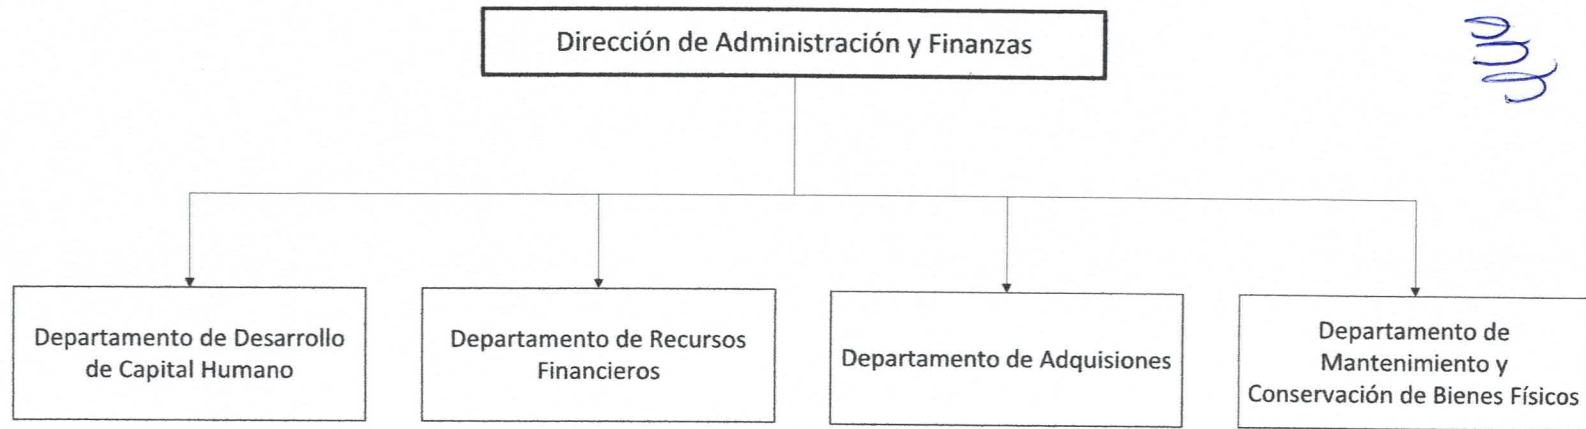 Dirección de Administración y Finanzas
Departamento de Desarrollo
de Capital Humano
Departamento de Recursos
Financieros
Departamento de Adquisiones
Departamento de
Mantenimiento y
Conservación de Bienes Físicos